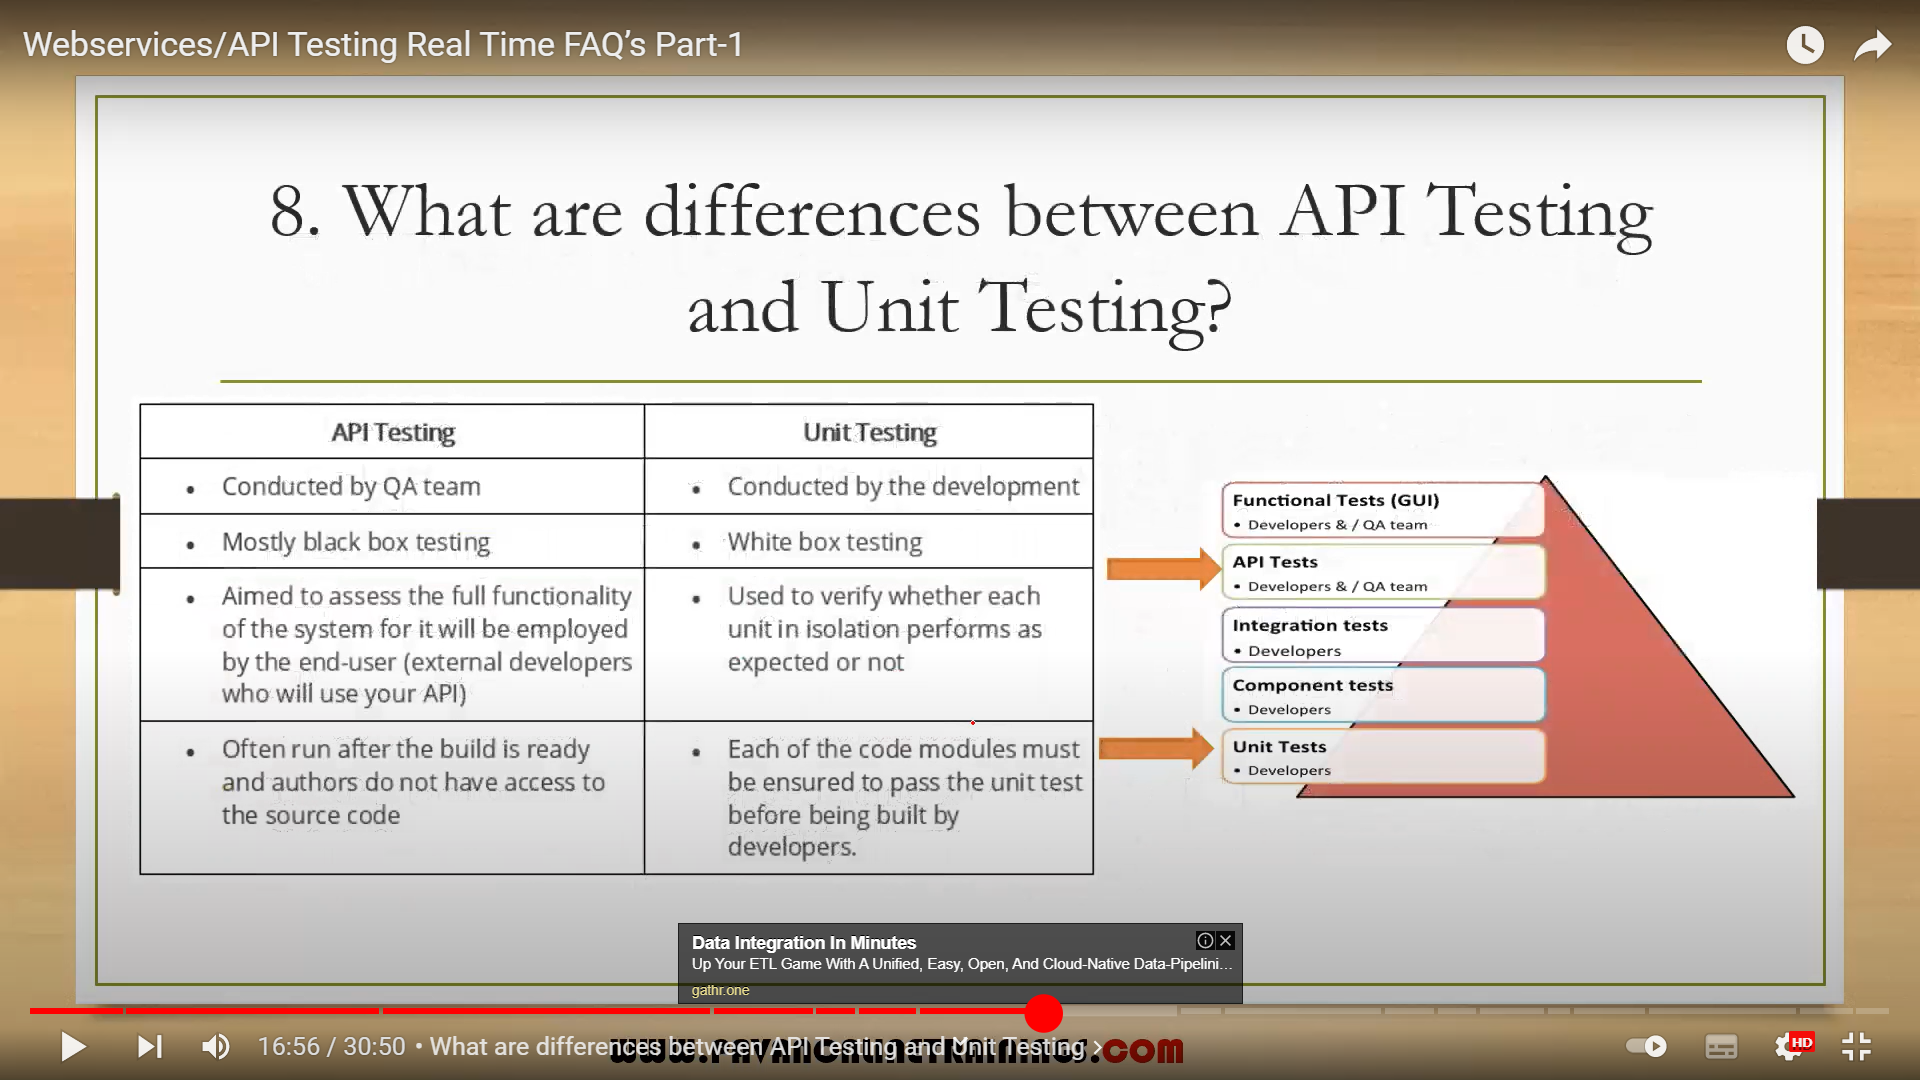 Webservices/API Testing Real Time FAQ’s Part-1
8. What are differences between API Testing
and Unit Testing?
API Testing
Unit Testing
• Conducted by QA team
• Conducted by the development
• Mostly black box testing
• White box testing
• Aimed to assess the full functionality
of the system for it will be employed
by the end-user (external developers
who will use your API)
• Used to verify whether each
unit in isolation performs as
expected or not
• Often run after the build is ready
and authors do not have access to
the source code
• Each of the code modules must
be ensured to pass the unit test
before being built by
developers.
Functional Tests (GUI)
• Developers & / QA team
API Tests
• Developers & / QA team
Integration tests
• Developers
Component tests
• Developers
Unit Tests
• Developers
Data Integration In Minutes
Up Your ETL Game With A Unified, Easy, Open, And Cloud-Native Data-Pipelini...
gathr.one
16:56 / 30:50 • What are differences between API Testing and Unit Testing >
.com
HD